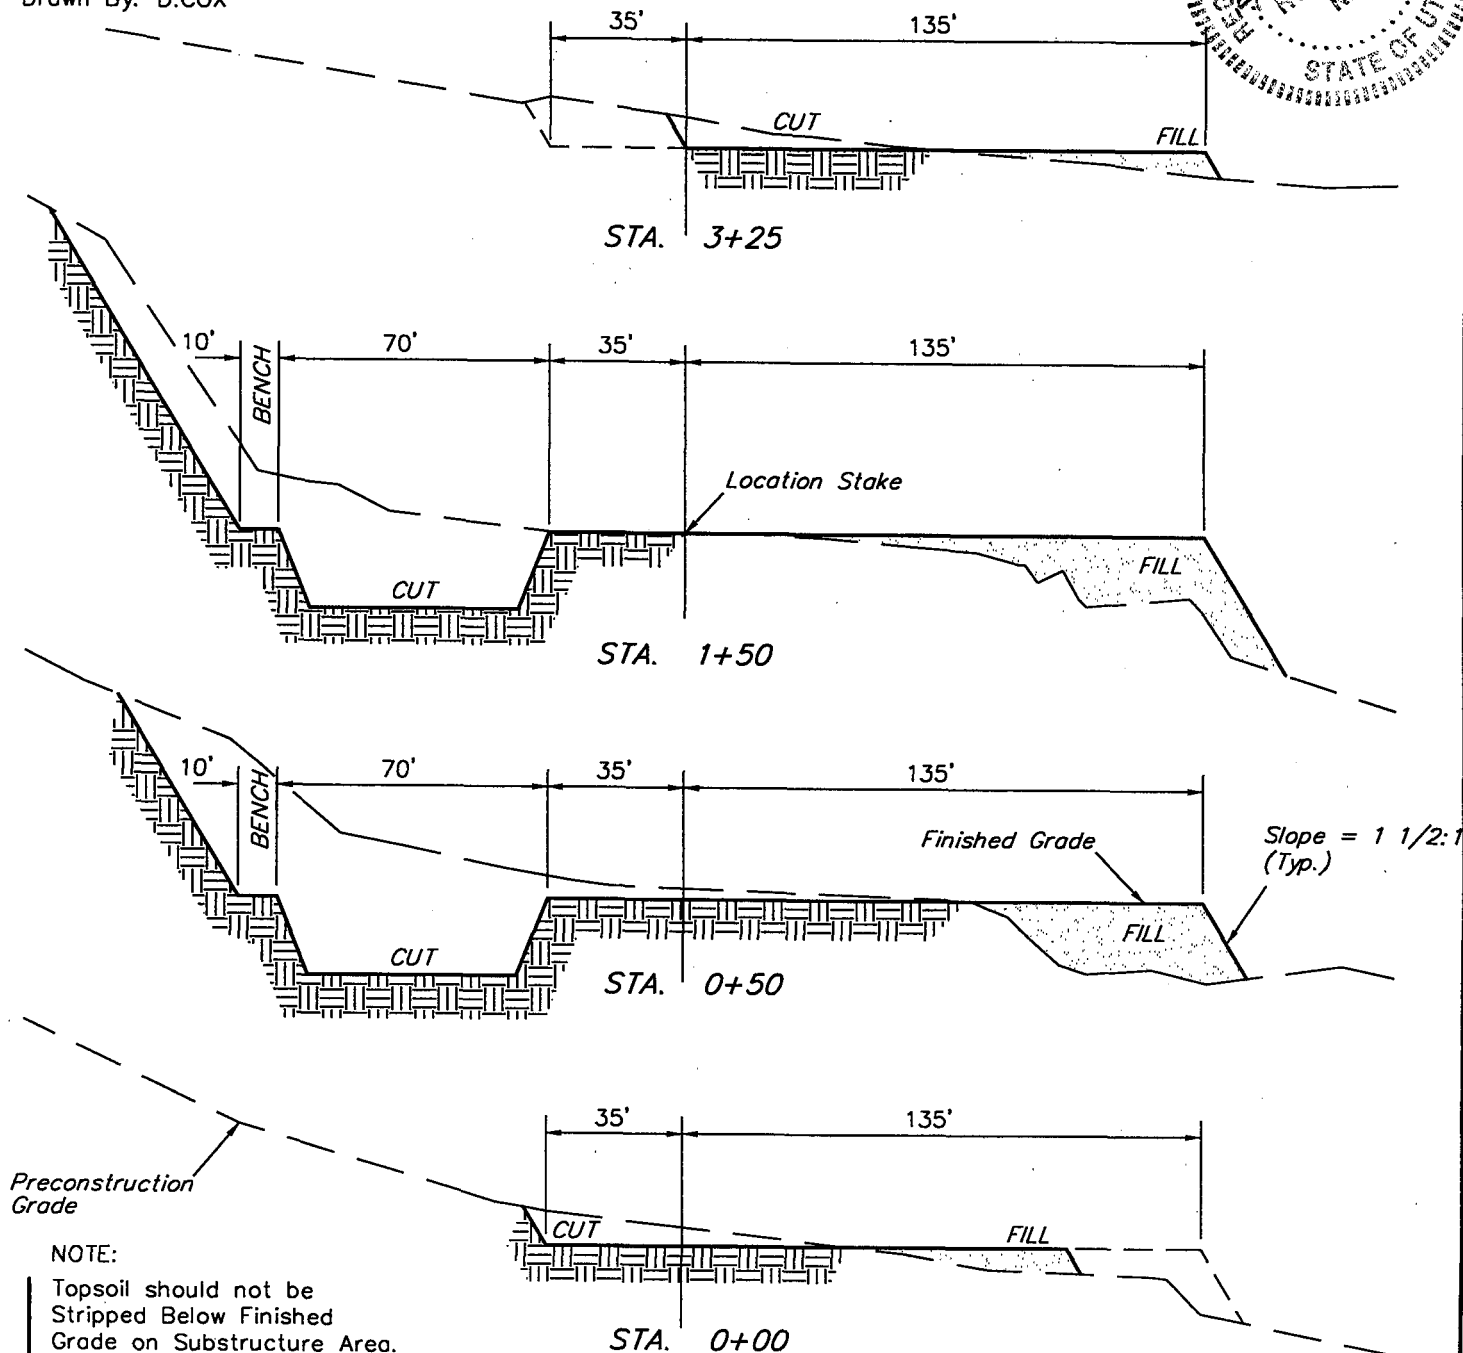 Drawn By: D.COX
STATE OF UT
35'
135'
CUT
FILL
STA. 3+25
10'
BENCH
70'
35'
135'
Location Stake
CUT
FILL
STA. 1+50
10'
BENCH
70'
35'
135'
Finished Grade
Slope = 1 1/2:1
(Typ.)
CUT
FILL
STA. 0+50
35'
135'
Preconstruction
Grade
CUT
FILL
NOTE:
Topsoil should not be
Stripped Below Finished
Grade on Substructure Area.
STA. 0+00